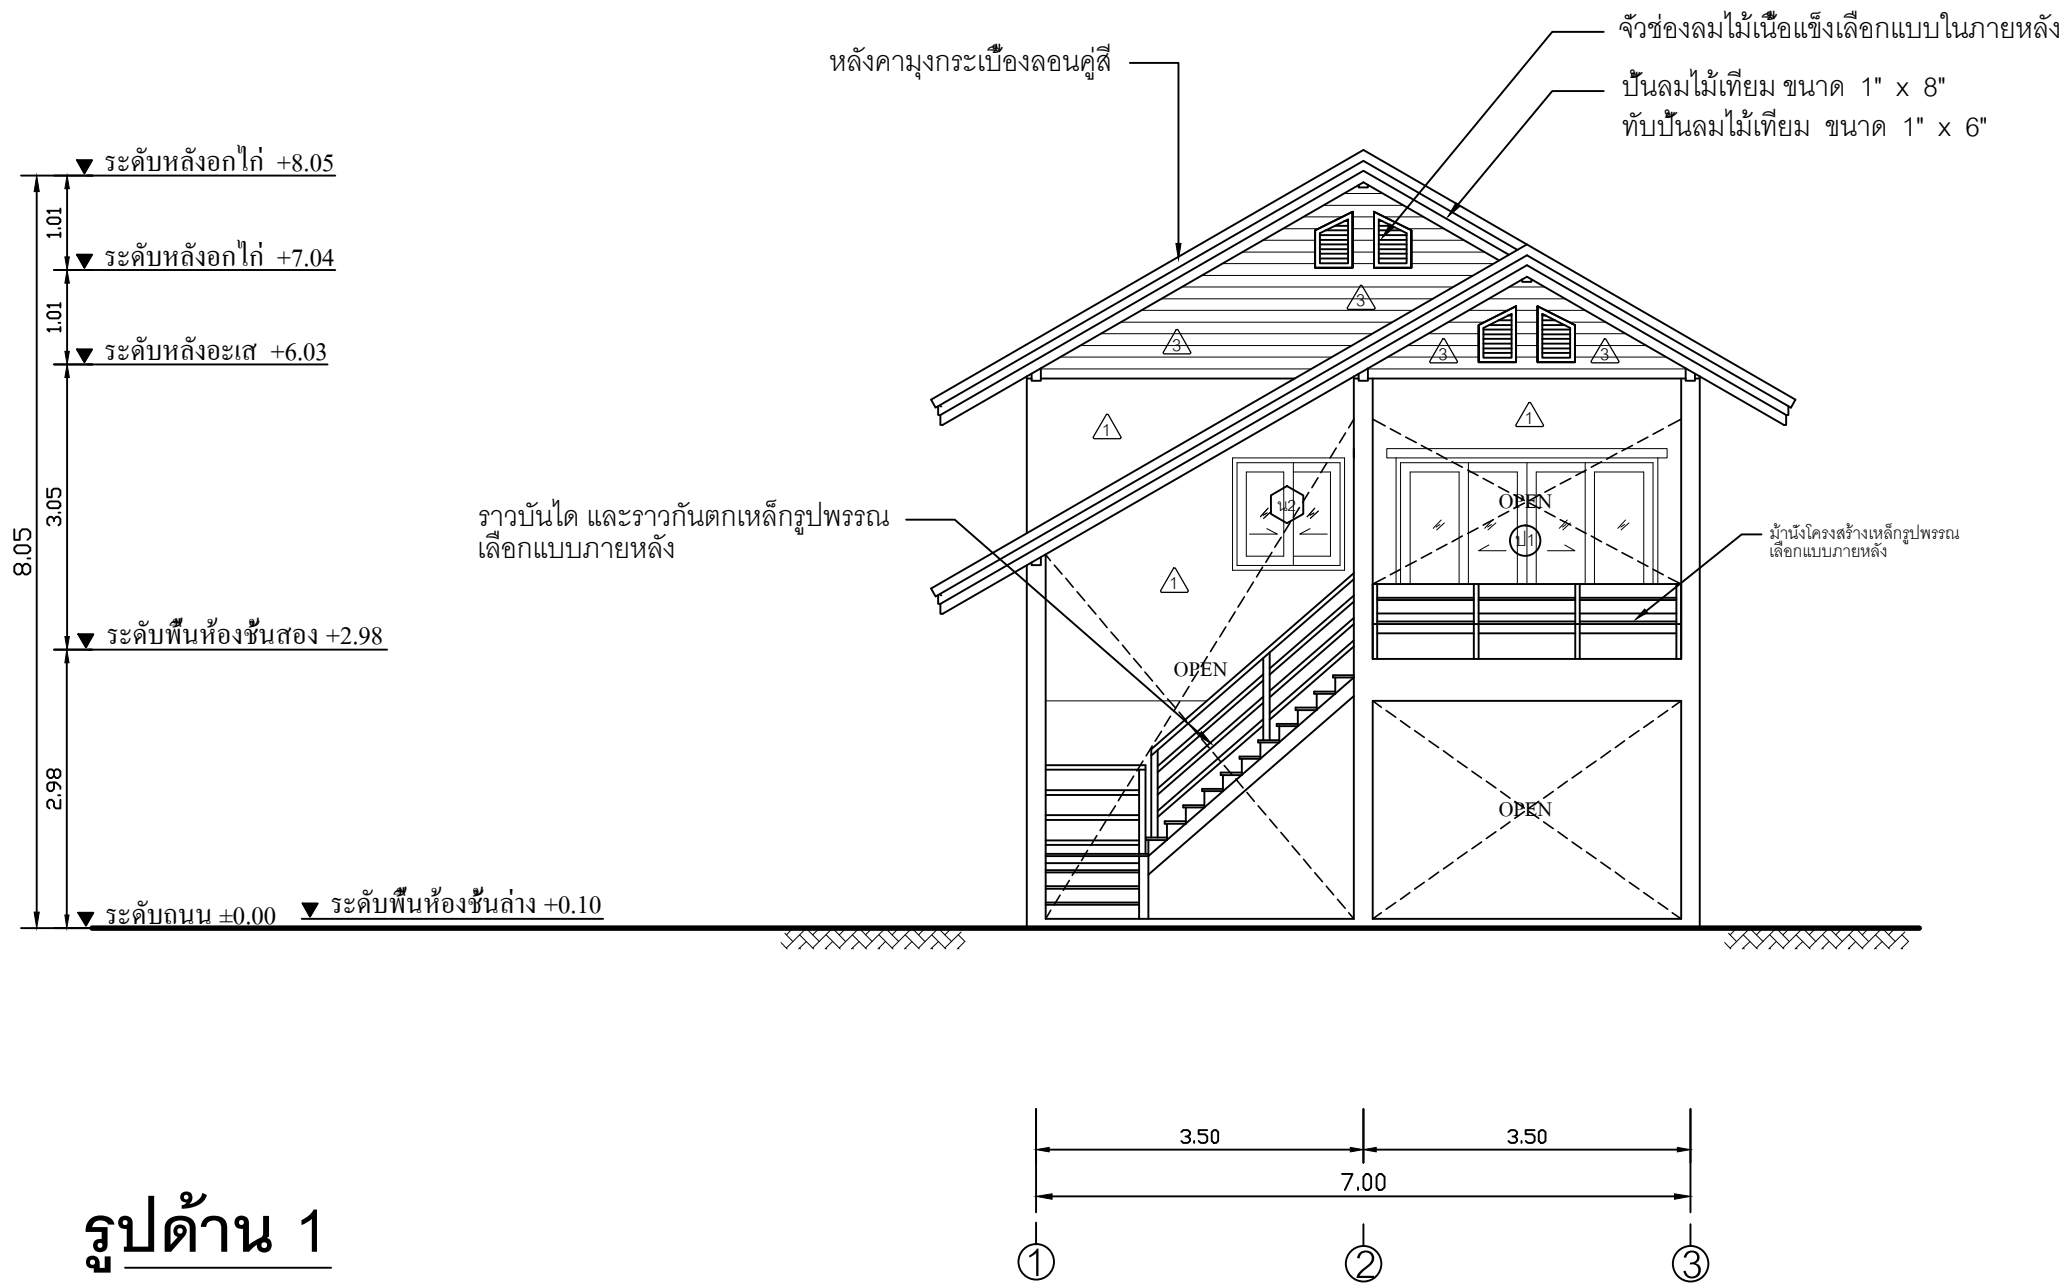 จั่วช่องลมไม้เนื้อแข็งเลือกแบบในภายหลัง
หลังคามุงกระเบื้องลอนคู่สี
ปั้นลมไม้เทียม ขนาด 1" x 8"
ทับปั้นลมไม้เทียม ขนาด 1" x 6"
ระดับหลังอกไก่ +8.05
1.01
ระดับหลังอกไก่ +7.04
1.01
ระดับหลังอะเส +6.03
3
3
3
3
1
1
3.05
8.05
ราวบันได และราวกันตกเหล็กรูปพรรณ
เลือกแบบภายหลัง
น2
OPEN
ป1
ม้านั่งโครงสร้างเหล็กรูปพรรณ
เลือกแบบภายหลัง
1
ระดับพื้นห้องชั้นสอง +2.98
OPEN
2.98
OPEN
ระดับถนน ±0.00
ระดับพื้นห้องชั้นล่าง +0.10
3.50
3.50
7.00
รูปด้าน 1
1
2
3